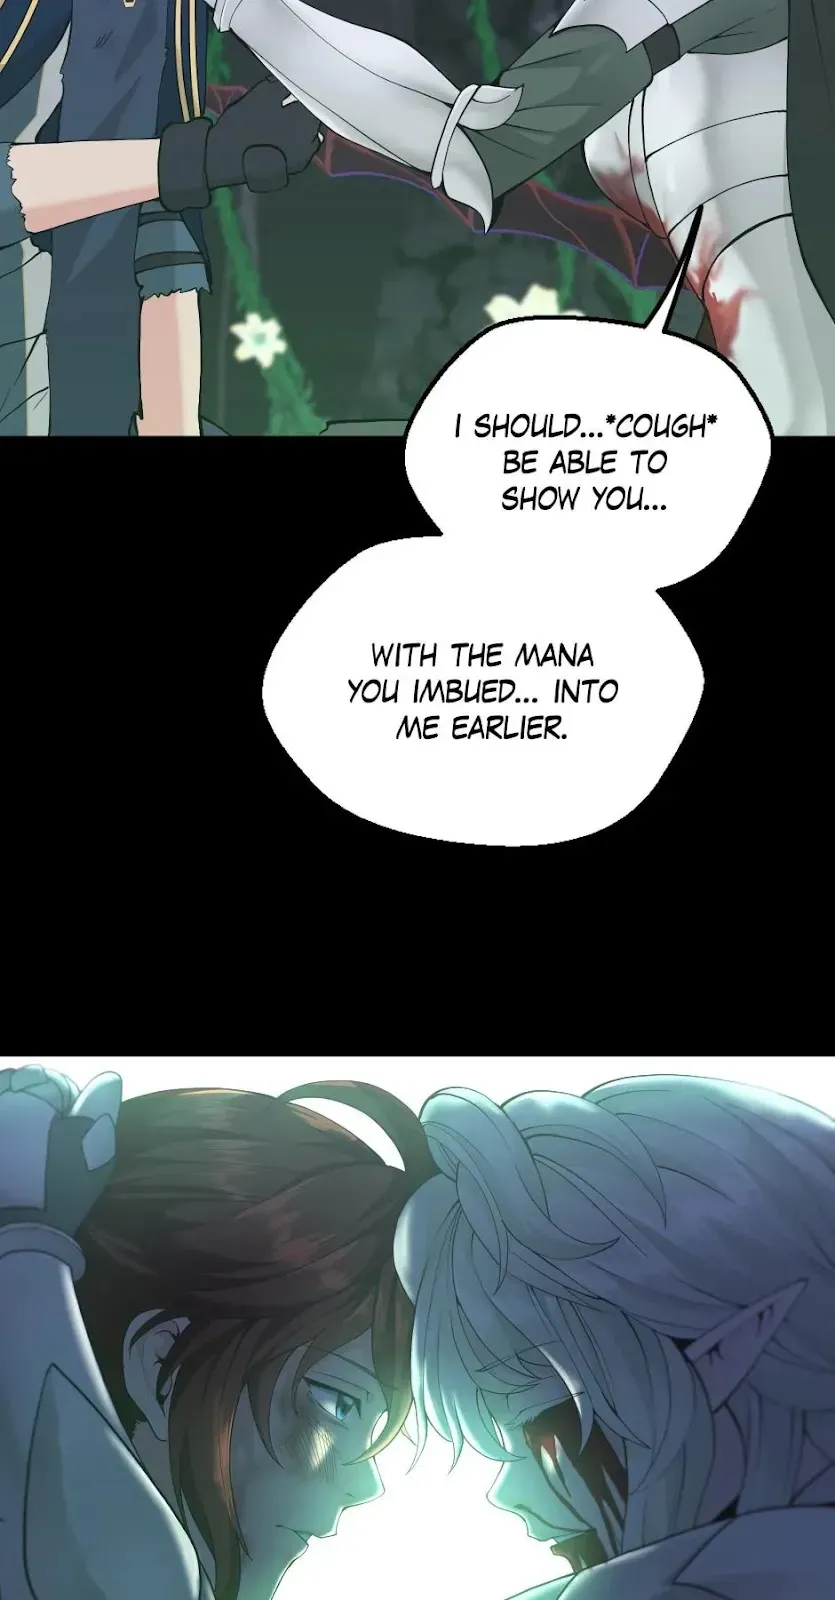 I SHOULD...*COUGH*
BE ABLE TO
SHOW YOU...
WITH THE MANA
YOU IMBUED... INTO
ME EARLIER.